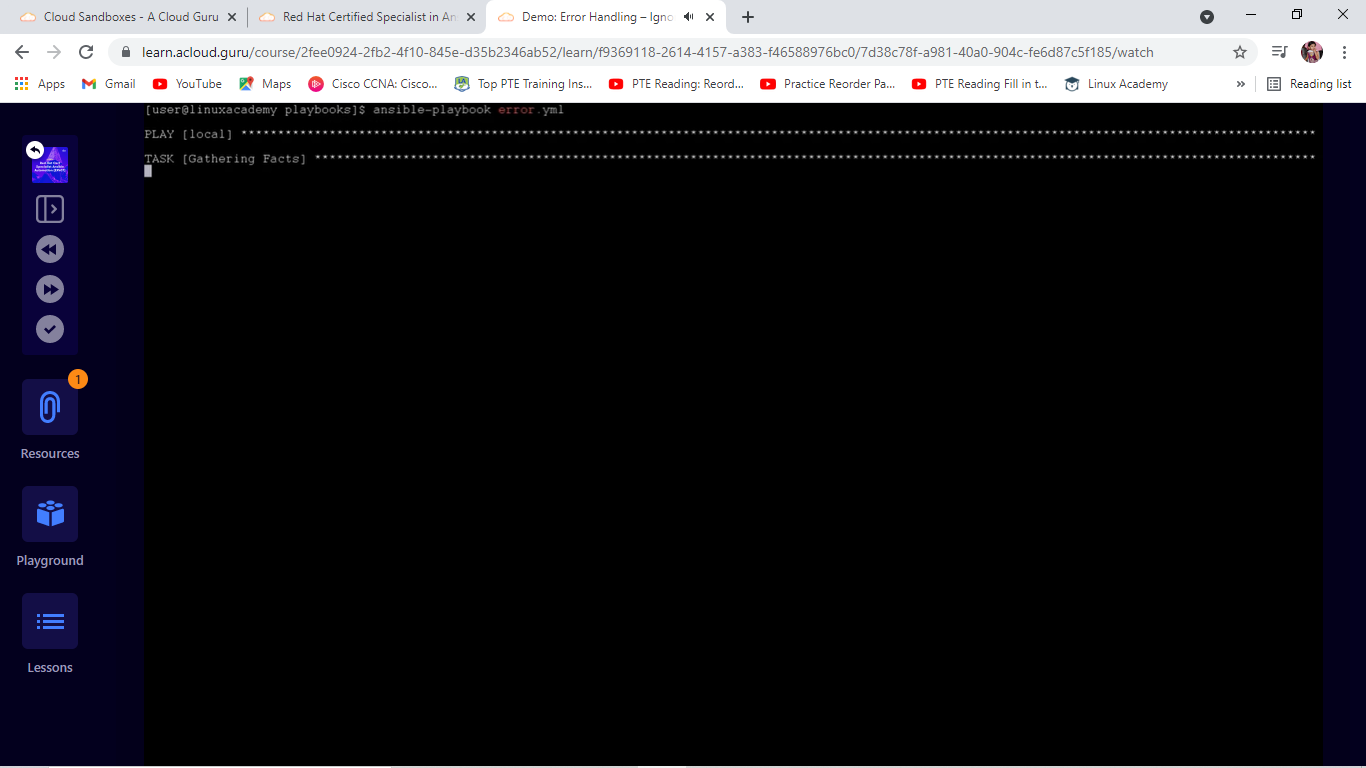 Cloud Sandboxes - A Cloud Guru
Red Hat Certified Specialist in An
Demo: Error Handling – Igno
learn.acloud.guru/course/2fee0924-2fb2-4f10-845e-d35b2346ab52/learn/f9369118-2614-4157-a383-f46588976bc0/7d38c78f-a981-40a0-904c-fe6d87c5f185/watch
Apps
Gmail
YouTube
Maps
Cisco CCNA: Cisco...
Top PTE Training Ins...
PTE Reading: Reord...
Practice Reorder Pa...
PTE Reading Fill in t...
Linux Academy
»
Reading list
[user@linuxacademy playbooks]$ ansible-playbook error.yml
PLAY [local] **************************************************************************************************************************************************
TASK [Gathering Facts] ****************************************************************************************************************************************
1
Resources
Playground
Lessons